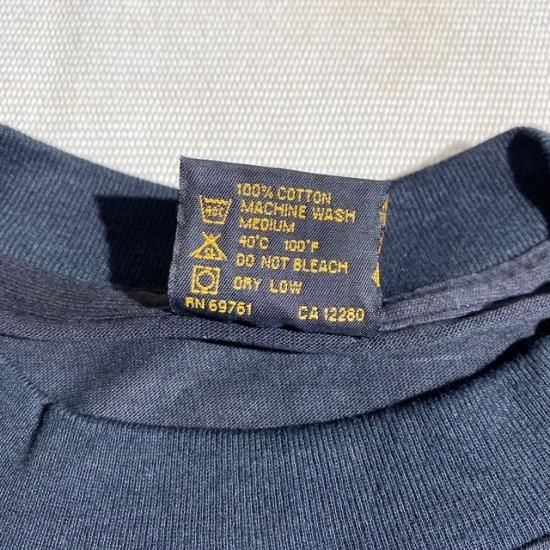 100% COTTON
MACHINE WASH
MEDIUM
40°C 100°F
DO NOT BLEACH
DRY LOW
RN 69761 CA 12280